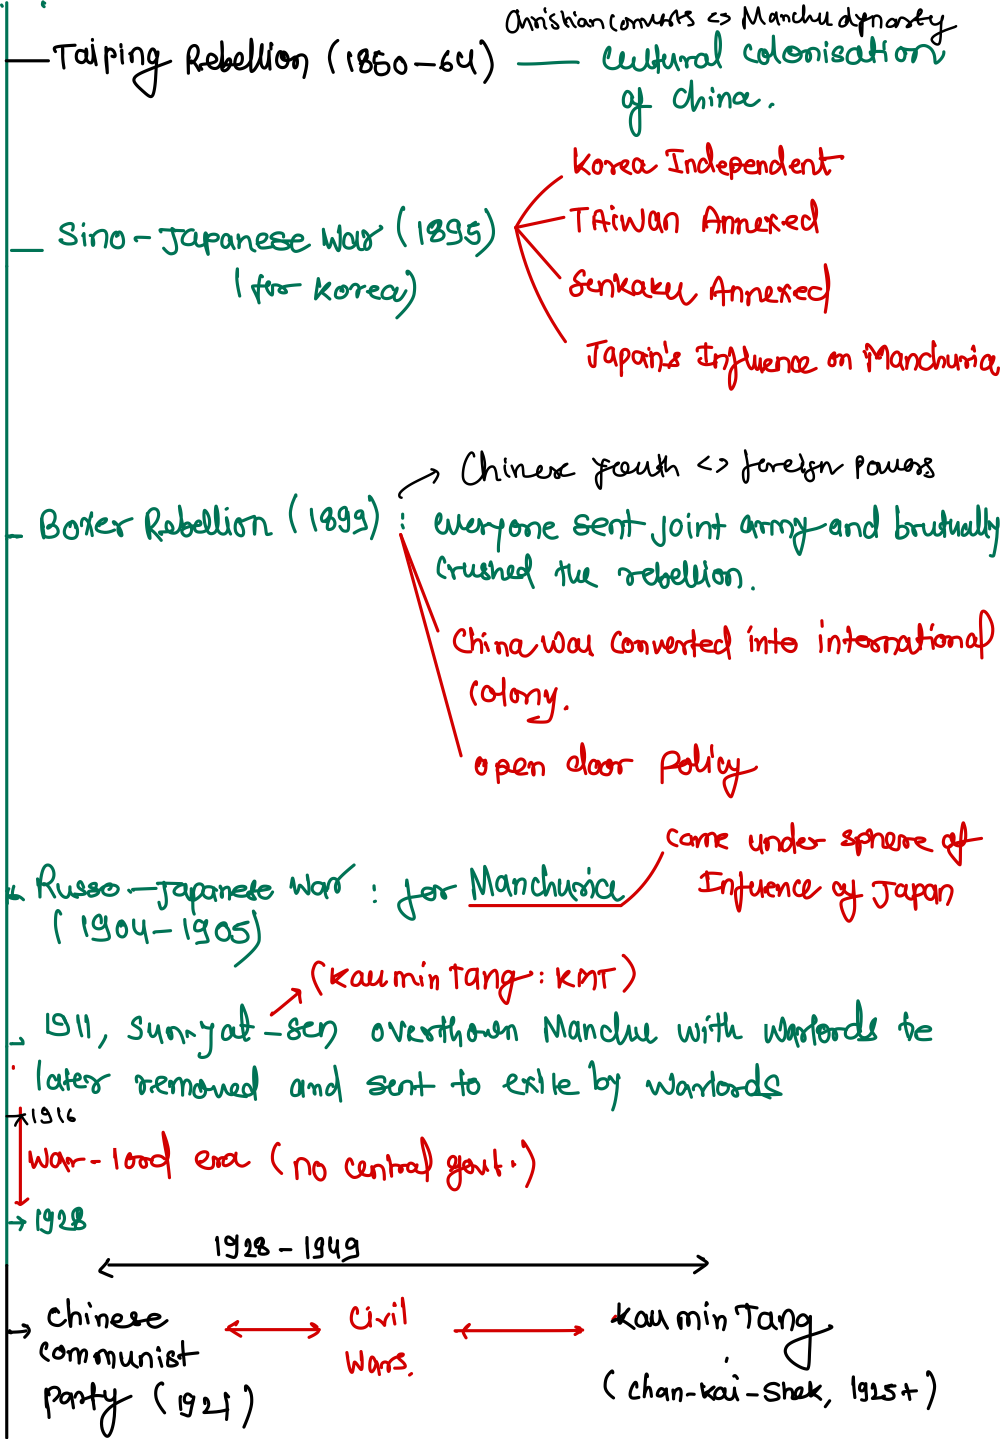 Christian converts <> Manchu dynasty
Taiping Rebellion (1850-64) — cultural colonisation
of china.
Korea Independent
TAiwan Annexed
Sino-Japanese War (1895)
(for Korea)
Senkaku Annexed
Japan's Influence on Manchuria
Chinese youth <> foreign powers
Boxer Rebellion (1899) : everyone sent joint army and brutually
crushed the rebellion.
China was converted into international
colony.
open door policy
came under sphere of
Influence of Japan
Russo-Japanese War : for Manchuria
(1904-1905)
(Kau min Tang : KMT)
1911, Sun-yat-sen overthown Manchu with warlords be
later removed and sent to exile by warlords
1916
War-lord era (no central govt.)
1928
1928 - 1949
Chinese
communist
party (1921)
Civil
Wars.
Kau min Tang
(Chan-Kai-Shek, 1925+)